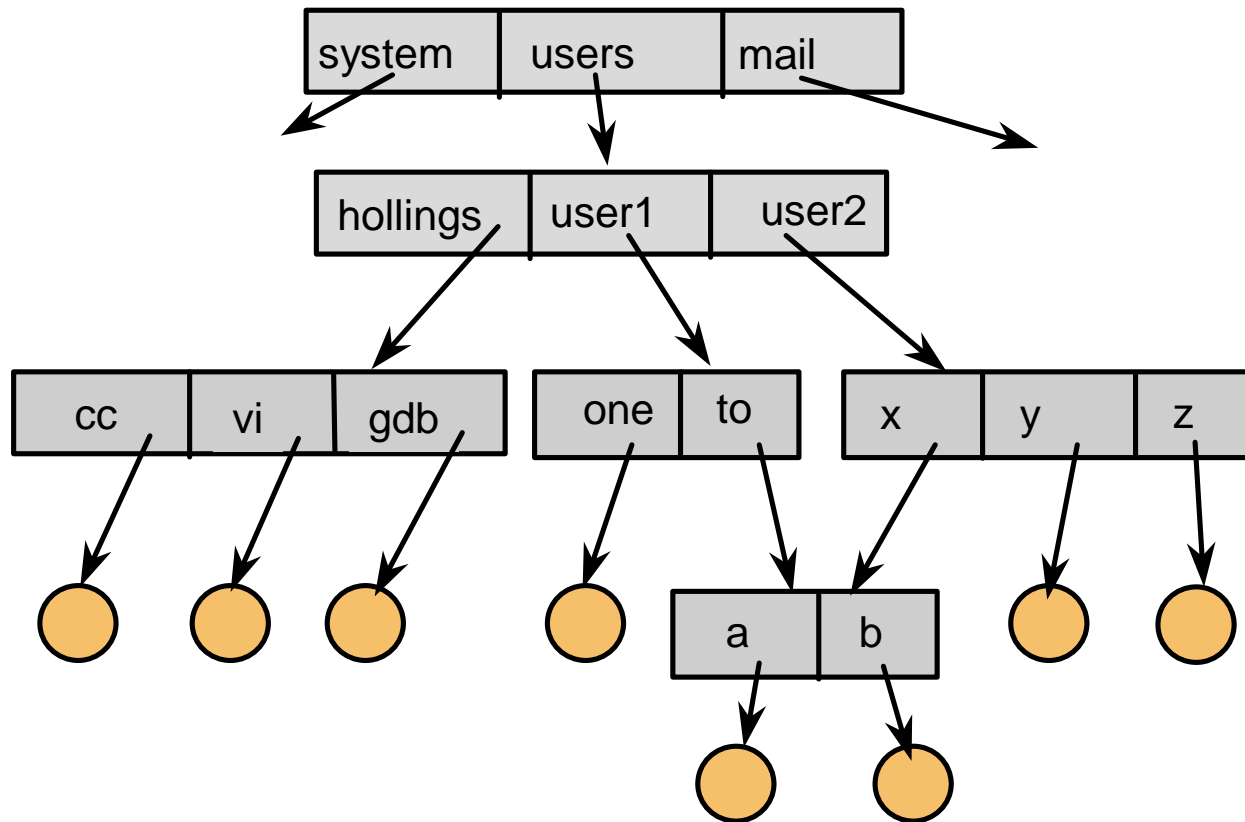 system users mail
hollings user1 user2
cc vi gdb one to x y z
a b